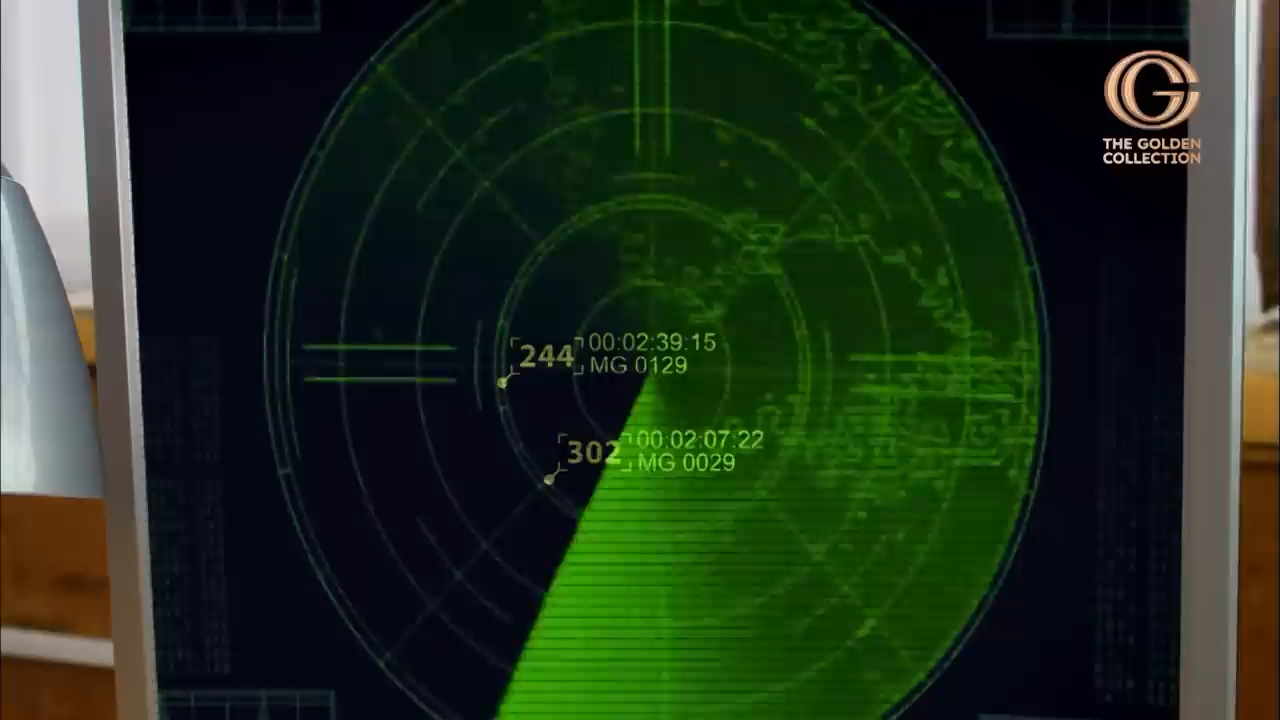 THE GOLDEN
COLLECTION
244
00:02:39:15
MG 0129
302
00:02:07:22
MG 0029